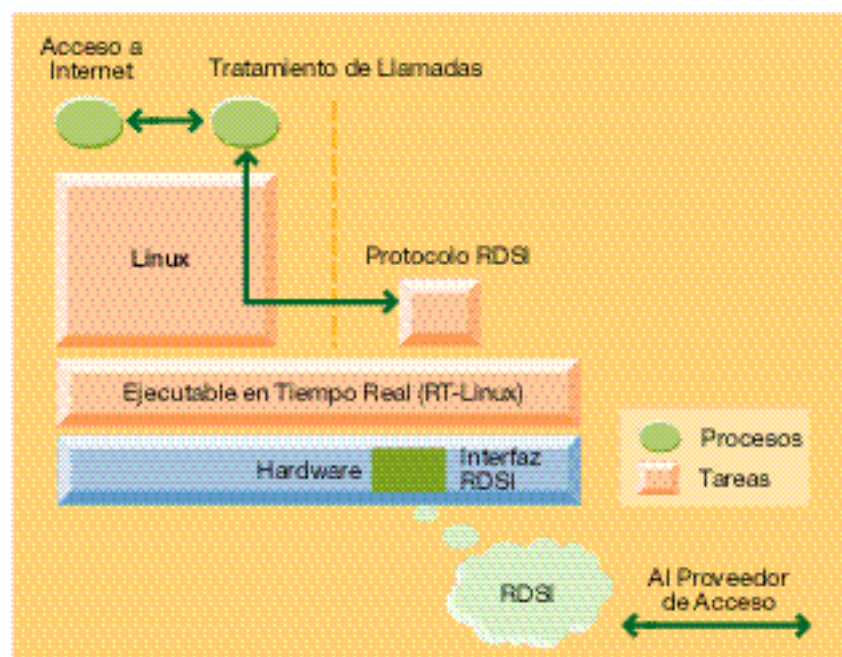 Acceso a
Internet
Tratamiento de Llamadas
Linux
Protocolo RDSI
Ejecutable en Tiempo Real (RT-Linux)
Hardware
Interfaz
RDSI
Procesos
Tareas
RDSI
Al Proveedor
de Acceso